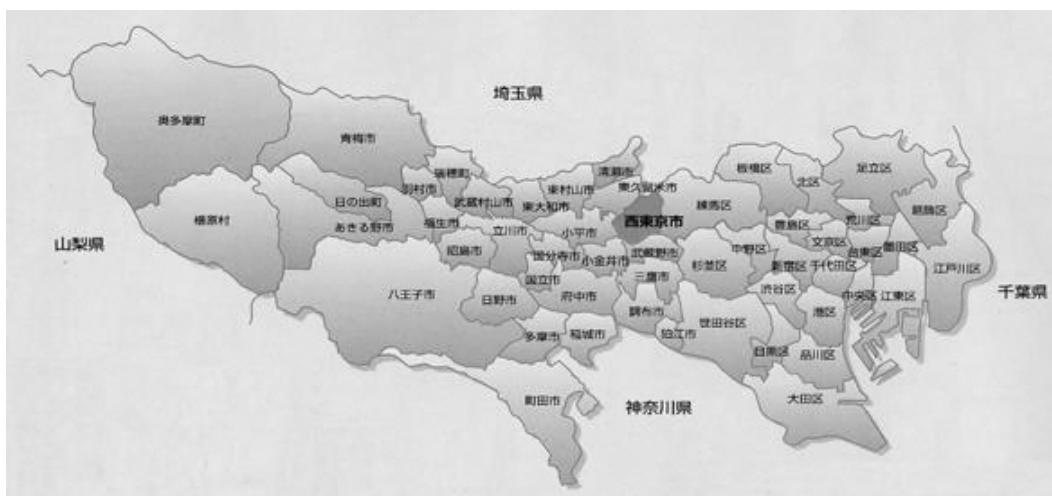 埼玉県
奥多摩町
青梅市
瑞穂町
羽村市
日の出町
あきる野市
檜原村
山梨県
福生市
武蔵村山市
東大和市
東村山市
清瀬市
東久留米市
西東京市
立川市
小平市
昭島市
国分寺市
小金井市
武蔵野市
国立市
三鷹市
八王子市
日野市
府中市
調布市
多摩市
稲城市
狛江市
町田市
神奈川県
板橋区
北区
足立区
練馬区
豊島区
荒川区
葛飾区
中野区
文京区
台東区
墨田区
杉並区
新宿区
千代田区
江戸川区
渋谷区
中央区
江東区
世田谷区
港区
目黒区
品川区
大田区
千葉県